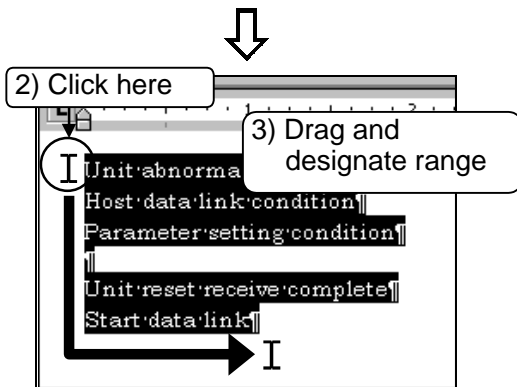 2) Click here
3) Drag and
designate range
Unit abnorma
Host data link condition¶
Parameter setting condition¶
¶
Unit reset receive complete¶
Start data link¶